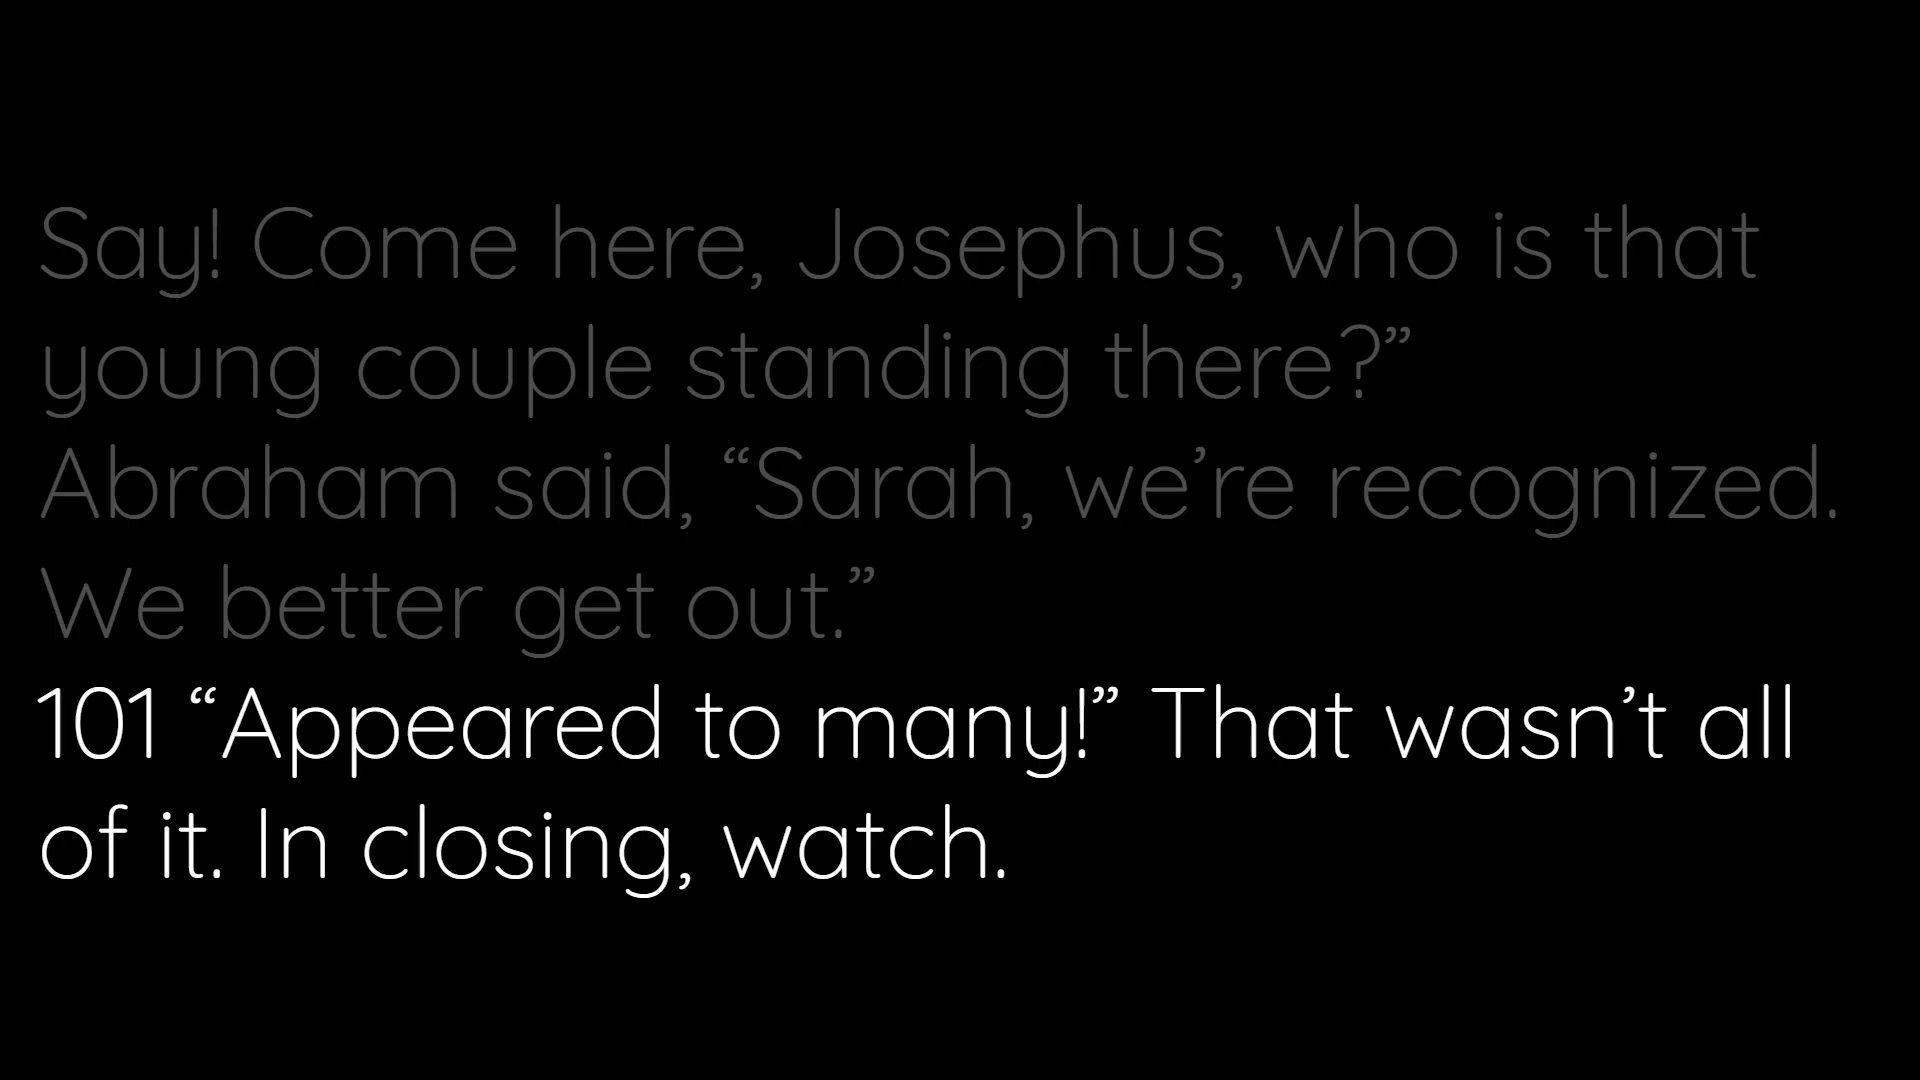 Say! Come here, Josephus, who is that
young couple standing there?”
Abraham said, “Sarah, we’re recognized.
We better get out.”
101 “Appeared to many!” That wasn’t all
of it. In closing, watch.